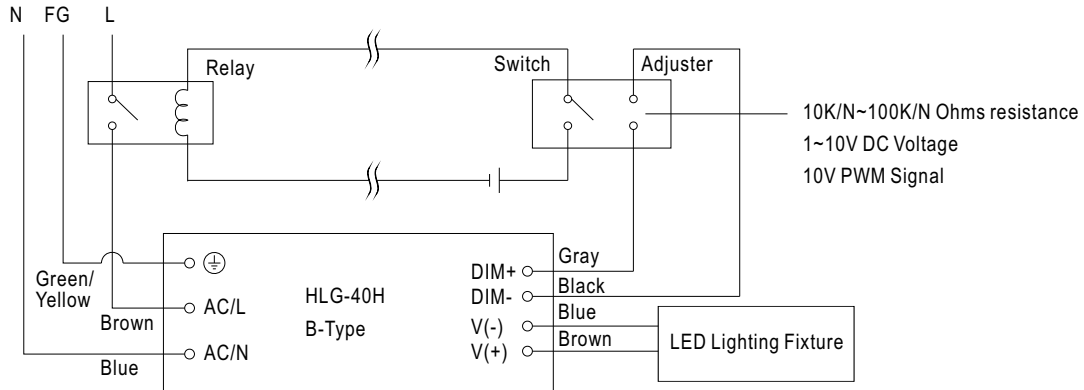 N FG L
Relay
Switch
Adjuster
10K/N~100K/N Ohms resistance
1~10V DC Voltage
10V PWM Signal
Green/
Yellow
Brown
Blue
AC/L
AC/N
HLG-40H
B-Type
DIM+
DIM-
V(-)
V(+)
Gray
Black
Blue
Brown
LED Lighting Fixture